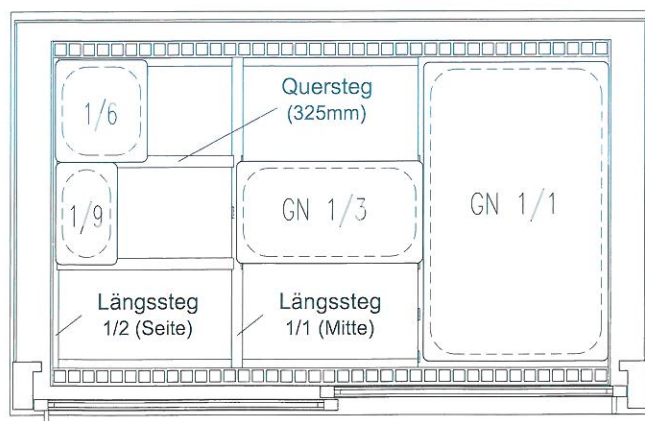 1/6
Quersteg
(325mm)
1/9
GN 1/3
GN 1/1
Längssteg
1/2 (Seite)
Längssteg
1/1 (Mitte)